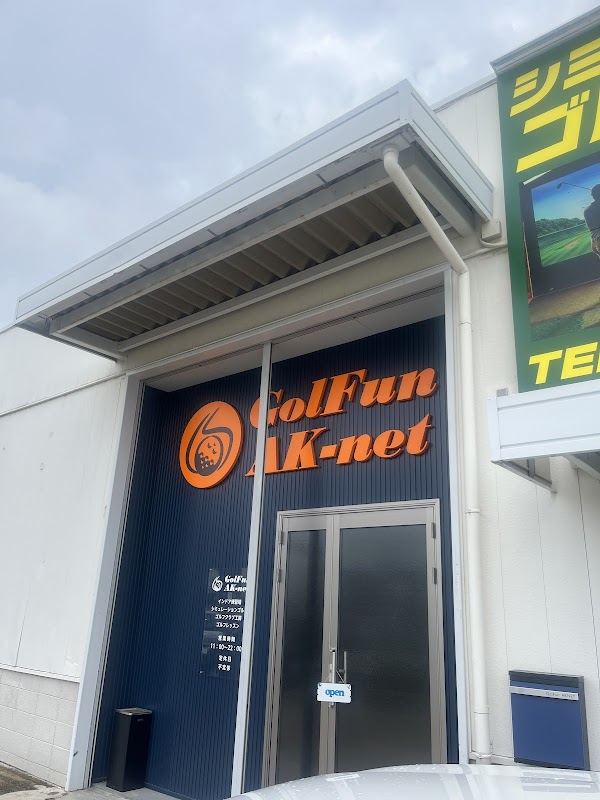 シミ
ゴル
TEL
GolFun
AK-net
GolFun
AK-net
インドア練習場
シミュレーションゴル
ゴルフクラブ工房
ゴルフレッスン
営業時間
11:00~22:00
定休日
不定休
open